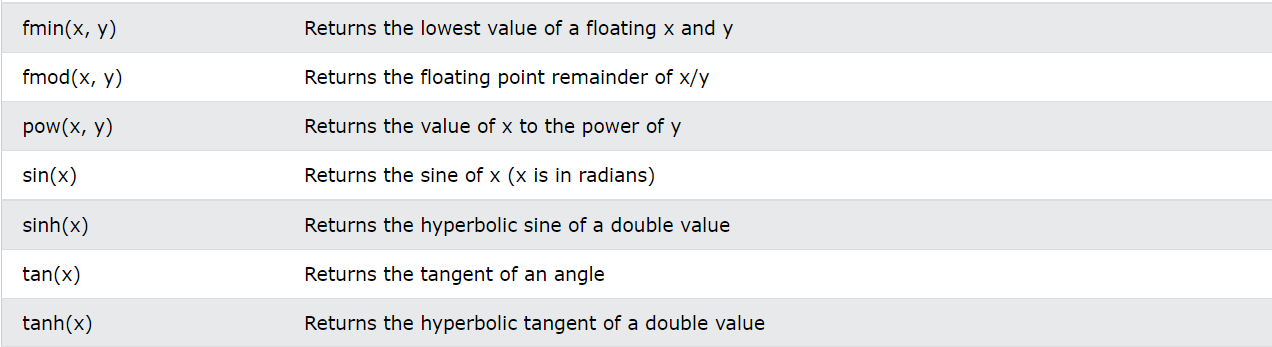 fmin(x, y) Returns the lowest value of a floating x and y
fmod(x, y) Returns the floating point remainder of x/y
pow(x, y) Returns the value of x to the power of y
sin(x) Returns the sine of x (x is in radians)
sinh(x) Returns the hyperbolic sine of a double value
tan(x) Returns the tangent of an angle
tanh(x) Returns the hyperbolic tangent of a double value